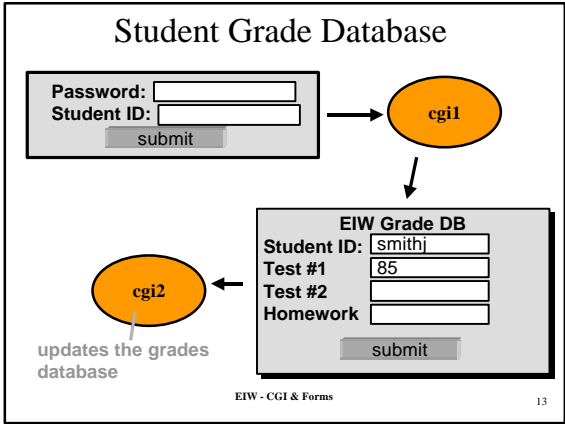 Student Grade Database
Password:
Student ID:
submit
cgi1
EIW Grade DB
Student ID: smithj
Test #1 85
Test #2
Homework
submit
cgi2
updates the grades
database
EIW - CGI & Forms
13